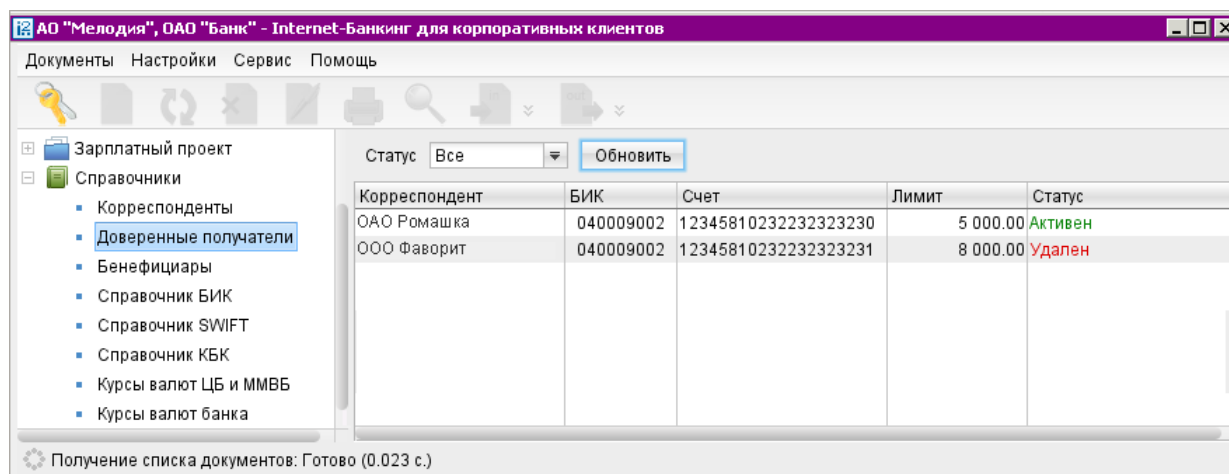 АО "Мелодия", ОАО "Банк" - Internet-Банкинг для корпоративных клиентов
Документы Настройки Сервис Помощь
Зарплатный проект
Справочники
Корреспонденты
Доверенные получатели
Бенефициары
Справочник БИК
Справочник SWIFT
Справочник КБК
Курсы валют ЦБ и ММВБ
Курсы валют банка
Статус Все Обновить
Корреспондент БИК Счет Лимит Статус
ОАО Ромашка 040009002 12345810232232323230 5 000.00 Активен
ООО Фаворит 040009002 12345810232232323231 8 000.00 Удален
Получение списка документов: Готово (0.023 с.)